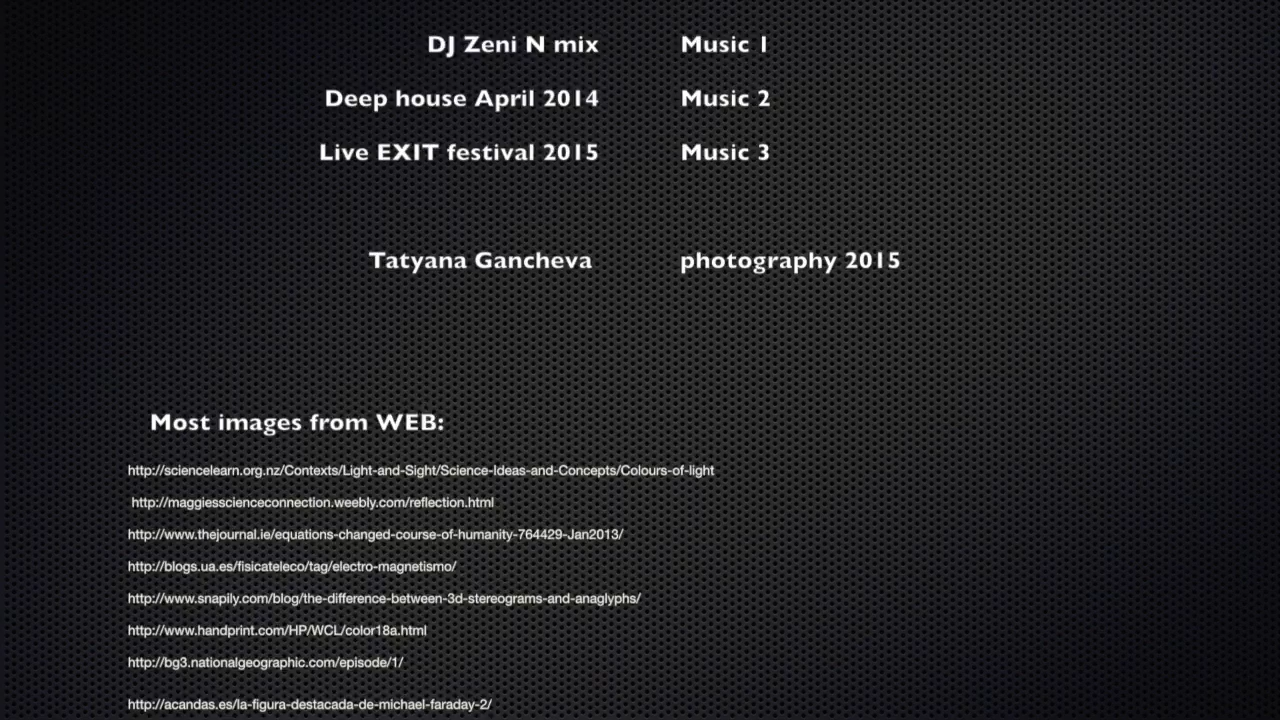 DJ Zeni N mix Music 1
Deep house April 2014 Music 2
Live EXIT festival 2015 Music 3
Tatyana Gancheva photography 2015
Most images from WEB:
http://sciencelearn.org.nz/Contexts/Light-and-Sight/Science-Ideas-and-Concepts/Colours-of-light
http://maggiesscienceconnection.weebly.com/reflection.html
http://www.thejournal.ie/equations-changed-course-of-humanity-764429-Jan2013/
http://blogs.ua.es/fisicateleco/tag/electro-magnetismo/
http://www.snapily.com/blog/the-difference-between-3d-stereograms-and-anaglyphs/
http://www.handprint.com/HP/WCL/color18a.html
http://bg3.nationalgeographic.com/episode/1/
http://acandas.es/la-figura-destacada-de-michael-faraday-2/